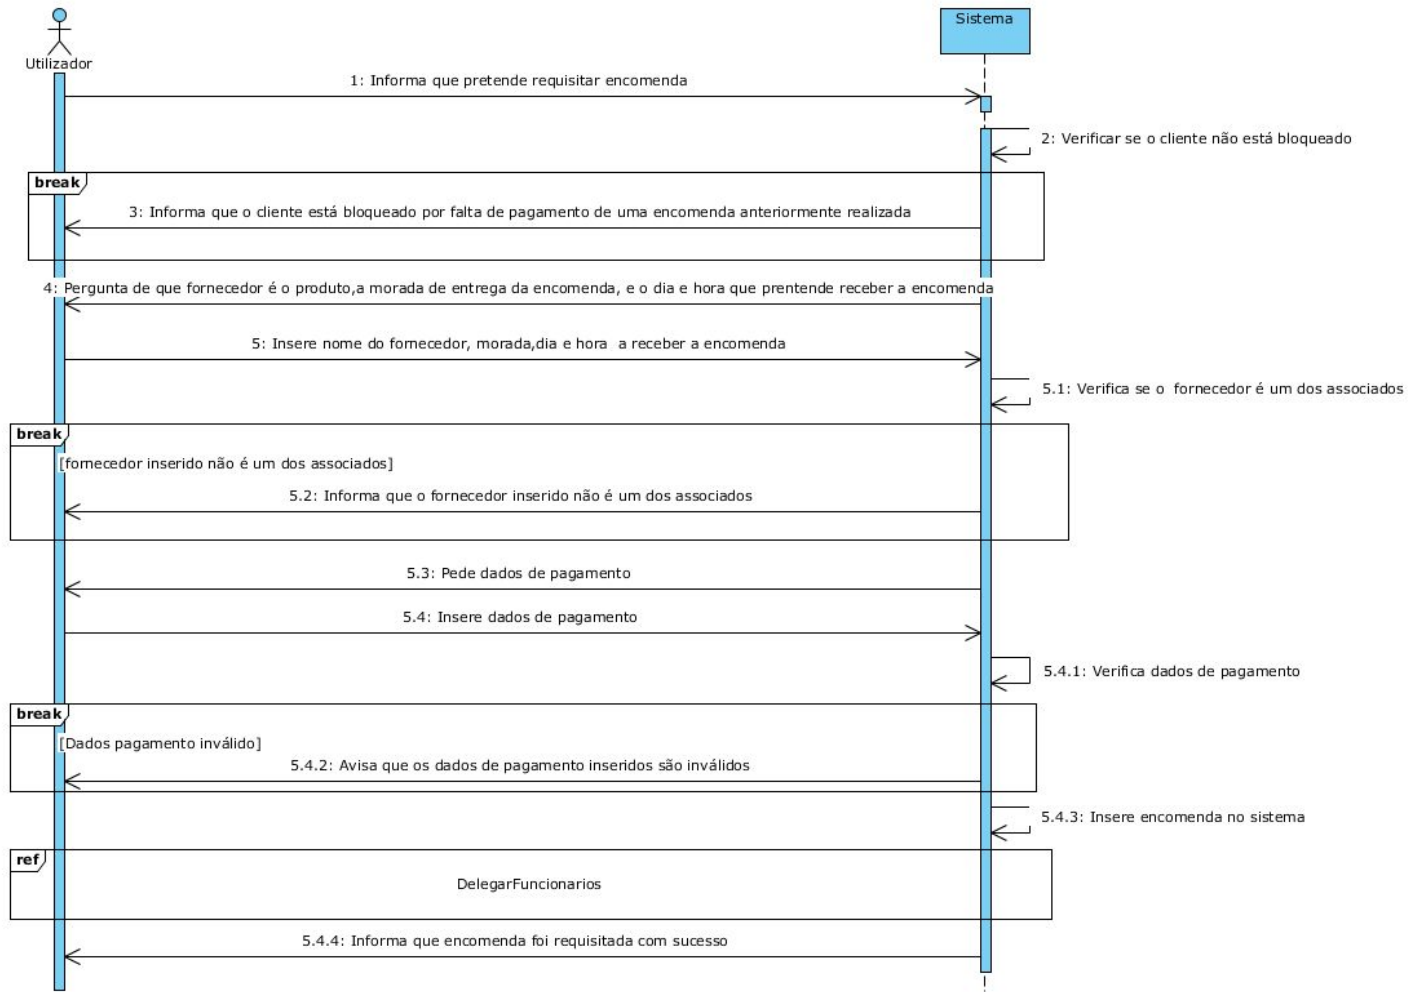 Sistema
Utilizador
1: Informa que pretende requisitar encomenda
2: Verificar se o cliente não está bloqueado
break
3: Informa que o cliente está bloqueado por falta de pagamento de uma encomenda anteriormente realizada
4: Pergunta de que fornecedor é o produto,a morada de entrega da encomenda, e o dia e hora que prentende receber a encomenda
5: Insere nome do fornecedor, morada,dia e hora a receber a encomenda
5.1: Verifica se o fornecedor é um dos associados
break
[fornecedor inserido não é um dos associados]
5.2: Informa que o fornecedor inserido não é um dos associados
5.3: Pede dados de pagamento
5.4: Insere dados de pagamento
5.4.1: Verifica dados de pagamento
break
[Dados pagamento inválido]
5.4.2: Avisa que os dados de pagamento inseridos são inválidos
5.4.3: Insere encomenda no sistema
ref
DelegarFuncionarios
5.4.4: Informa que encomenda foi requisitada com sucesso